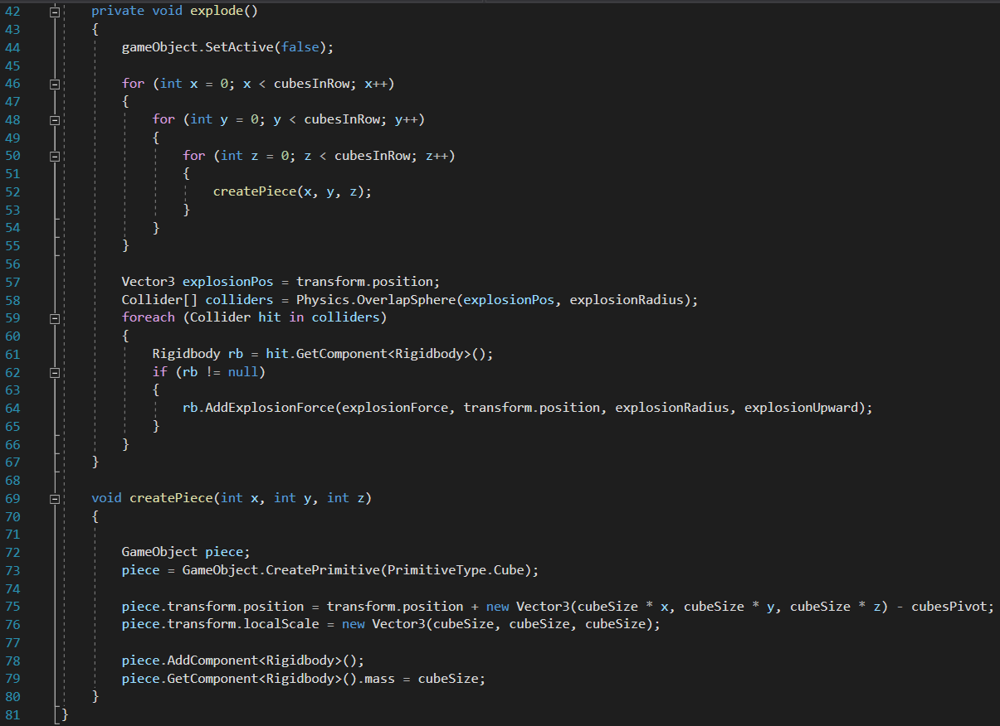 42 private void explode()
43 {
44 gameObject.SetActive(false);
45
46 for (int x = 0; x < cubesInRow; x++)
47 {
48 for (int y = 0; y < cubesInRow; y++)
49 {
50 for (int z = 0; z < cubesInRow; z++)
51 {
52 createPiece(x, y, z);
53 }
54 }
55 }
56
57 Vector3 explosionPos = transform.position;
58 Collider[] colliders = Physics.OverlapSphere(explosionPos, explosionRadius);
59 foreach (Collider hit in colliders)
60 {
61 Rigidbody rb = hit.GetComponent<Rigidbody>();
62 if (rb != null)
63 {
64 rb.AddExplosionForce(explosionForce, transform.position, explosionRadius, explosionUpward);
65 }
66 }
67 }
68
69 void createPiece(int x, int y, int z)
70 {
71
72 GameObject piece;
73 piece = GameObject.CreatePrimitive(PrimitiveType.Cube);
74
75 piece.transform.position = transform.position + new Vector3(cubeSize * x, cubeSize * y, cubeSize * z) - cubesPivot;
76 piece.transform.localScale = new Vector3(cubeSize, cubeSize, cubeSize);
77
78 piece.AddComponent<Rigidbody>();
79 piece.GetComponent<Rigidbody>().mass = cubeSize;
80 }
81 }